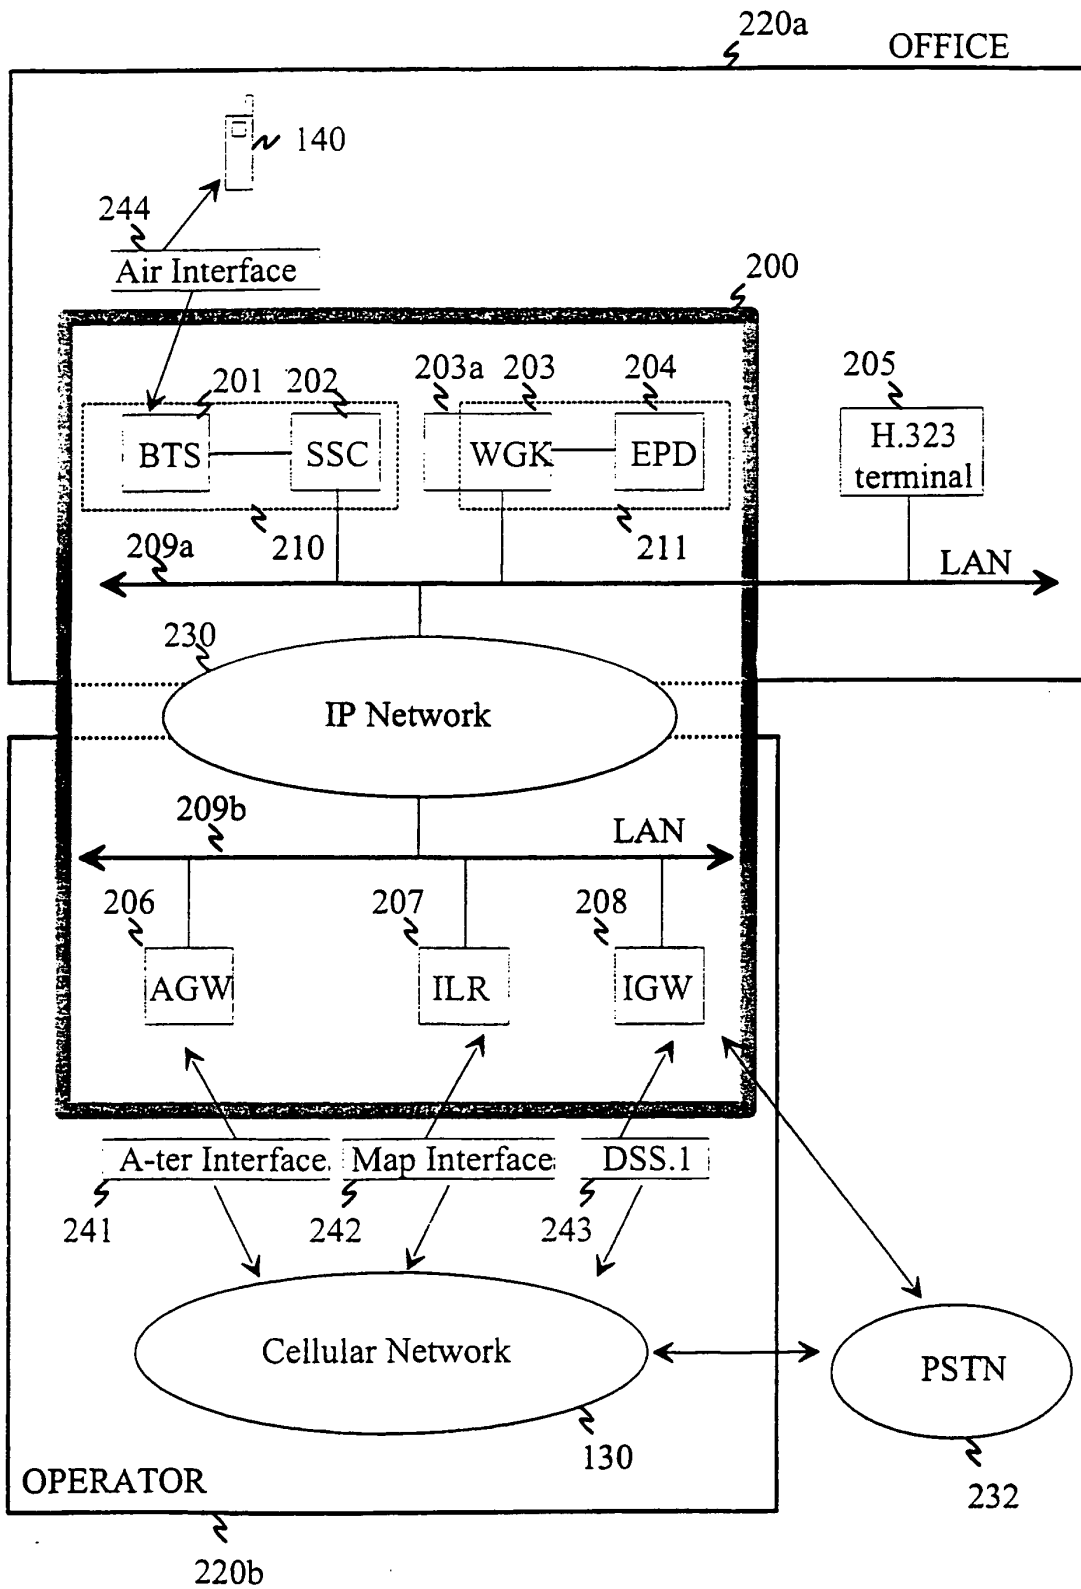 220a
OFFICE
140
244
Air Interface
200
201
202
203a
203
204
205
BTS
SSC
WGK
EPD
H.323
terminal
210
211
209a
LAN
230
IP Network
209b
LAN
206
207
208
AGW
ILR
IGW
A-ter Interface
Map Interface
DSS.1
241
242
243
Cellular Network
PSTN
130
OPERATOR
232
220b